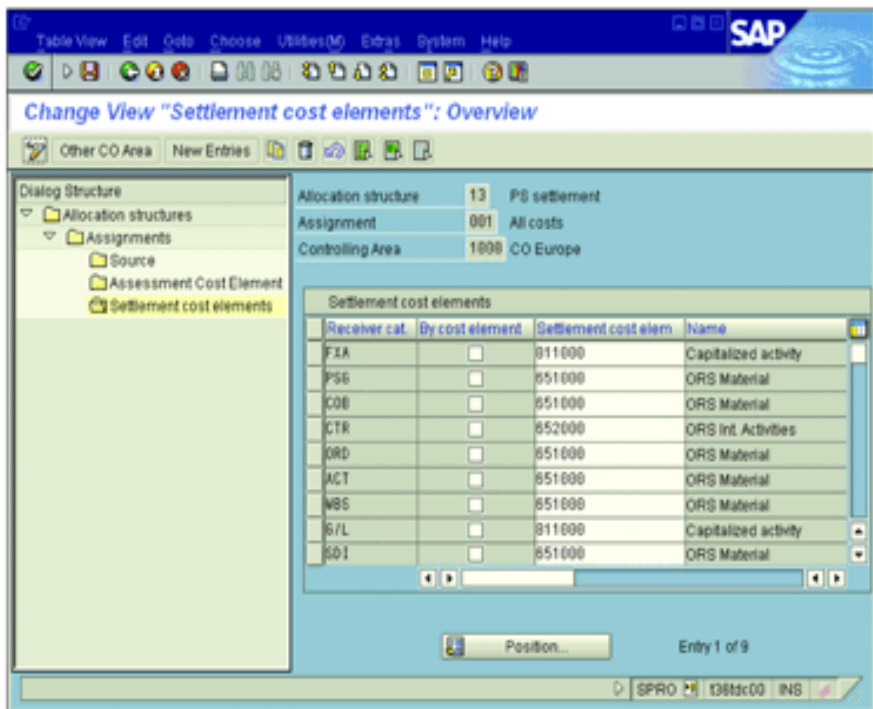 Table View Edit Goto Choose Utilities(M) Extras System Help
SAP
Change View "Settlement cost elements": Overview
Other CO Area New Entries
Dialog Structure
Allocation structures
Assignments
Source
Assessment Cost Element
Settlement cost elements
Allocation structure 13 PS settlement
Assignment 001 All costs
Controlling Area 1000 CO Europe
Settlement cost elements
Receiver cat. By cost element Settlement cost elem Name
FXA 811000 Capitalized activity
PSG 651000 ORS Material
COB 651000 ORS Material
CTR 652000 ORS Int. Activities
ORD 651000 ORS Material
ACT 651000 ORS Material
WBS 651000 ORS Material
G/L 811000 Capitalized activity
SDI 651000 ORS Material
Position... Entry 1 of 9
SPRO t36tdc00 INS